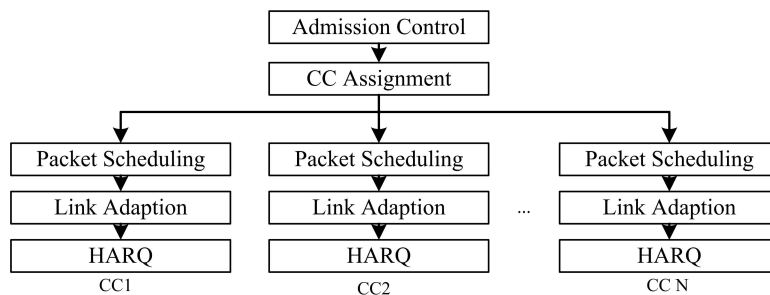 Admission Control
CC Assignment
Packet Scheduling Packet Scheduling Packet Scheduling
Link Adaption Link Adaption ... Link Adaption
HARQ HARQ HARQ
CC1 CC2 CC N